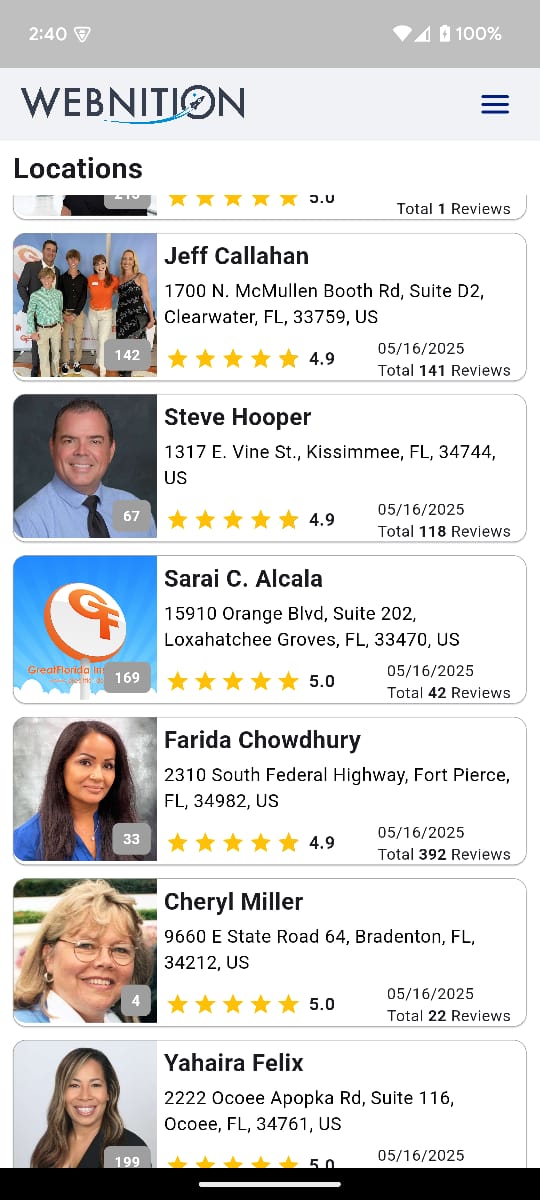 2:40
100%
WEBNITION
Locations
213
5.0
Total 1 Reviews
Jeff Callahan
1700 N. McMullen Booth Rd, Suite D2,
Clearwater, FL, 33759, US
142
4.9
05/16/2025
Total 141 Reviews
Steve Hooper
1317 E. Vine St., Kissimmee, FL, 34744,
US
67
4.9
05/16/2025
Total 118 Reviews
Sarai C. Alcala
15910 Orange Blvd, Suite 202,
Loxahatchee Groves, FL, 33470, US
GF
GreatFlorida
169
5.0
05/16/2025
Total 42 Reviews
Farida Chowdhury
2310 South Federal Highway, Fort Pierce,
FL, 34982, US
33
4.9
05/16/2025
Total 392 Reviews
Cheryl Miller
9660 E State Road 64, Bradenton, FL,
34212, US
4
5.0
05/16/2025
Total 22 Reviews
Yahaira Felix
2222 Ocoee Apopka Rd, Suite 116,
Ocoee, FL, 34761, US
199
5.0
05/16/2025